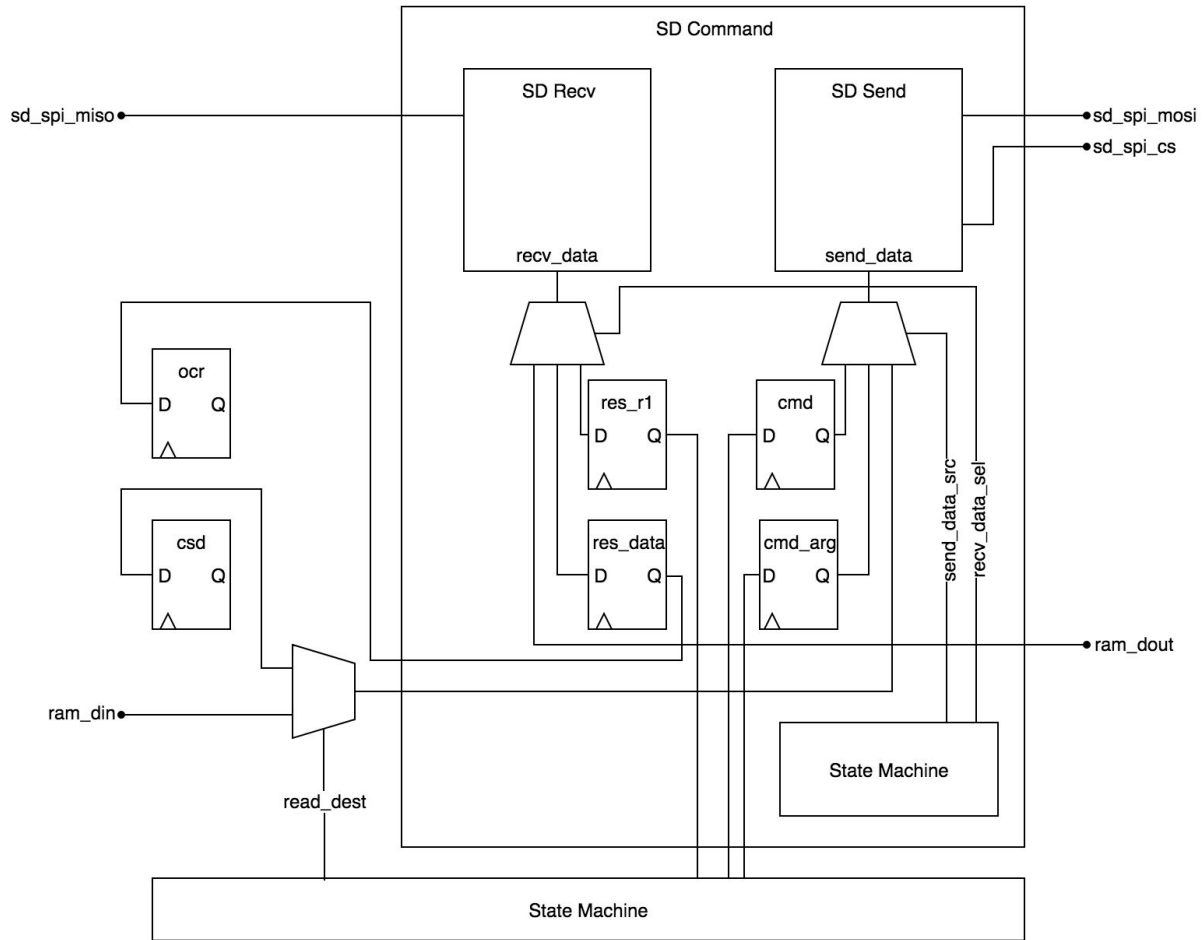 SD Command
SD Recv
SD Send
sd_spi_miso
sd_spi_mosi
sd_spi_cs
recv_data
send_data
ocr
D Q
res_r1
D Q
cmd
D Q
send_data_src
recv_data_sel
csd
D Q
res_data
D Q
cmd_arg
D Q
ram_dout
ram_din
State Machine
read_dest
State Machine